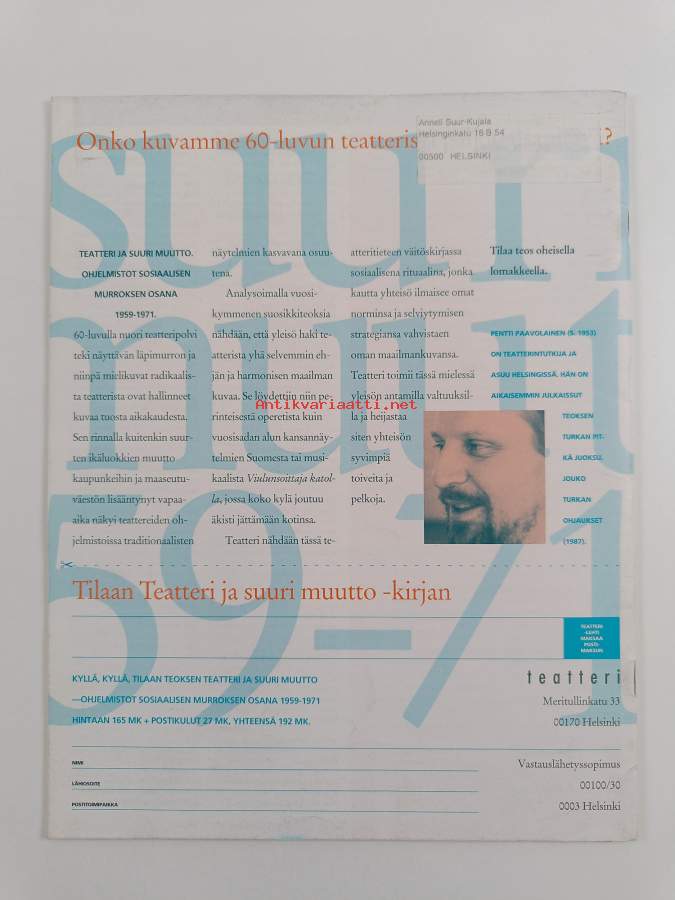 Onko kuvamme 60-luvun teatteris
?
Anneli Suur-Kujala
Helsinginkatu 16 B 54
00500 HELSINKI
suuri
muutto
59–71
TEATTERI JA SUURI MUUTTO.
OHJELMISTOT SOSIAALISEN
MURROKSEN OSANA
1959-1971.
60-luvulla nuori teatteripolvi
teki näyttävän läpimurron ja
niinpä mielikuvat radikaalis-
ta teatterista ovat hallinneet
kuvaa tuosta aikakaudesta.
Sen rinnalla kuitenkin suur-
ten ikäluokkien muutto
kaupunkeihin ja maaseutu-
väestön lisääntynyt vapaa-
aika näkyi teattereiden oh-
jelmistoissa traditionaalisten
näytelmien kasvavana osuu-
tena.
Analysoimalla vuosi-
kymmenen suosikkiteoksia
nähdään, että yleisö haki te-
atterista yhä selvemmin eh-
jän ja harmonisen maailman
kuvaa. Se löydettiin niin pe-
rinteisestä operetista kuin
vuosisadan alun kansannäy-
telmien Suomesta tai musi-
kaalista Viulunsoittaja katol-
la, jossa koko kylä joutuu
äkisti jättämään kotinsa.
Teatteri nähdään tässä te-
atteritieteen väitöskirjassa
sosiaalisena rituaalina, jonka
kautta yhteisö ilmaisee omat
norminsa ja selviytymisen
strategiansa vahvistaen
oman maailmankuvansa.
Teatteri toimii tässä mielessä
yleisön antamilla valtuuksil-
la ja heijastaa
siten yhteisön
syvimpiä
toiveita ja
pelkoja.
Tilaa teos oheisella
lomakkeella.
PENTTI PAAVOLAINEN (S. 1953)
ON TEATTERINTUTKIJA JA
ASUU HELSINGISSÄ. HÄN ON
AIKAISEMMIN JULKAISSUT
TEOKSEN
TURKAN PIT-
KÄ JUOKSU.
JOUKO
TURKAN
OHJAUKSET
(1987).
Antikvariaatti.net
Tilaan Teatteri ja suuri muutto -kirjan
TEATTERI
-LEHTI
MAKSAA
POSTI-
MAKSUN
KYLLÄ, KYLLÄ, TILAAN TEOKSEN TEATTERI JA SUURI MUUTTO
—OHJELMISTOT SOSIAALISEN MURROKSEN OSANA 1959-1971
HINTAAN 165 MK + POSTIKULUT 27 MK, YHTEENSÄ 192 MK.
teatteri
Meritullinkatu 33
00170 Helsinki
NIMI
LÄHIOSOITE
POSTITOIMIPAIKKA
Vastauslähetyssopimus
00100/30
0003 Helsinki